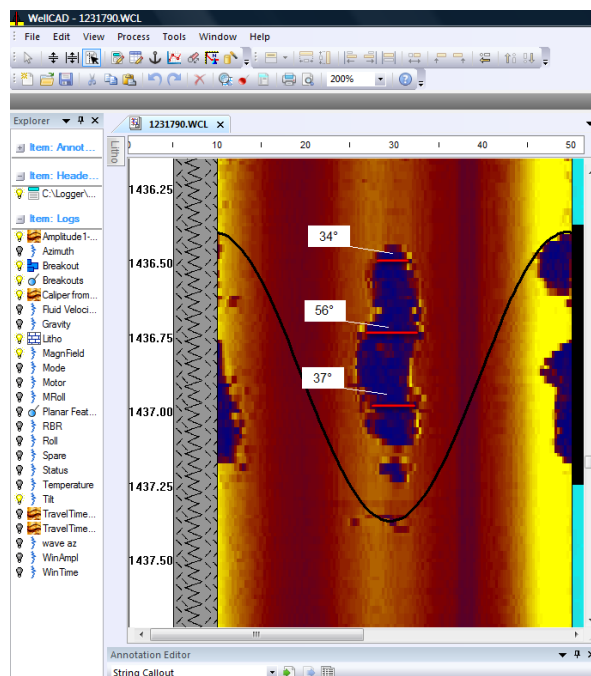 WellCAD - 1231790.WCL
File Edit View Process Tools Window Help
200%
Explorer
1231790.WCL
Item: Annot...
Item: Heade...
C:\Logger\...
Item: Logs
Amplitude1-...
Azimuth
Breakout
Breakouts
Caliper from...
Fluid Veloci...
Gravity
Litho
MagnField
Mode
Motor
MRoll
Planar Feat...
RBR
Roll
Spare
Status
Temperature
Tilt
TravelTime...
TravelTime...
wave az
WinAmpl
WinTime
Litho
0 10 20 30 40 50
1436.25
1436.50
1436.75
1437.00
1437.25
1437.50
34°
56°
37°
Annotation Editor
String Callout